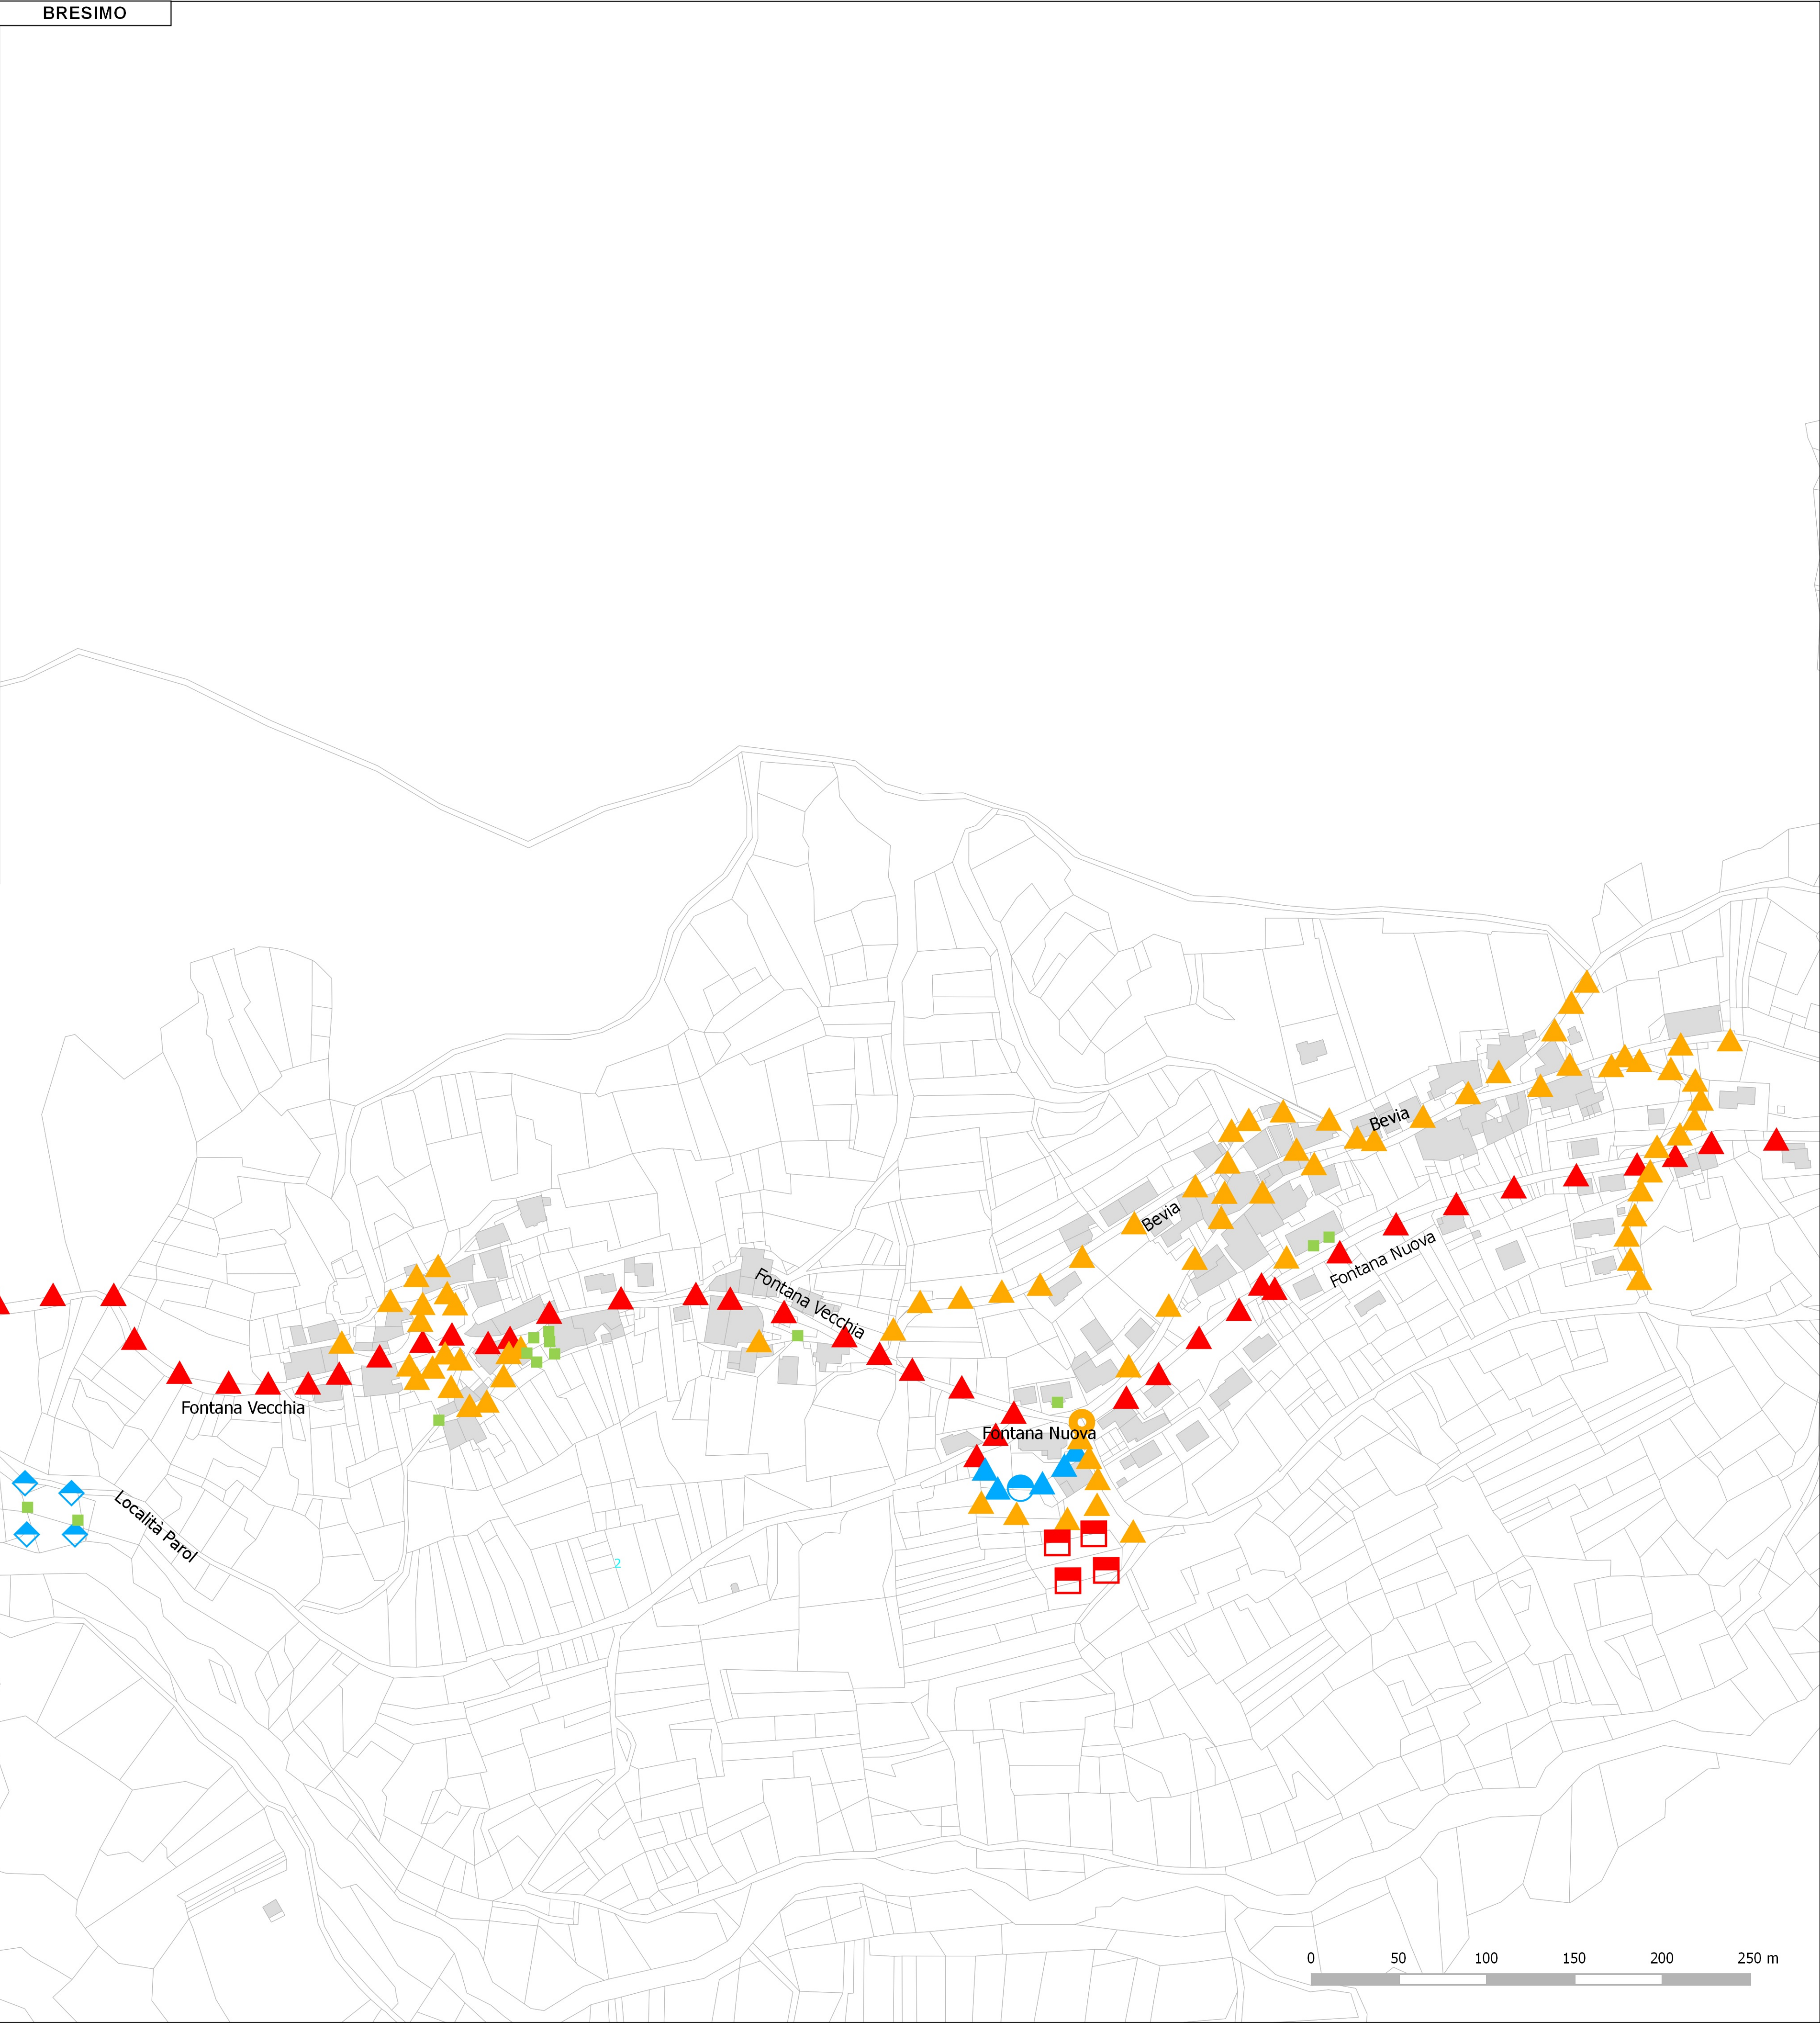 BRESIMO
Bevia
Bevia
Fontana Nuova
Fontana Vecchia
Fontana Vecchia
Fontana Nuova
Località Parol
2
0 50 100 150 200 250 m